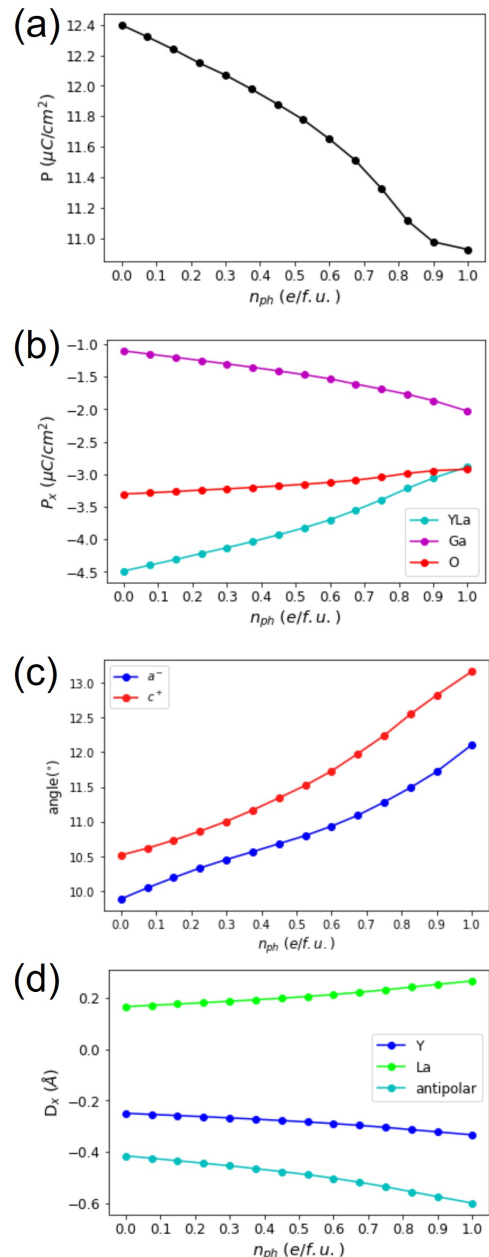 (a)
12.4
12.2
12.0
11.8
11.6
11.4
11.2
11.0
P (μC/cm²)
0.0 0.1 0.2 0.3 0.4 0.5 0.6 0.7 0.8 0.9 1.0
n_ph (e/f.u.)
(b)
−1.0
−1.5
−2.0
−2.5
−3.0
−3.5
−4.0
−4.5
P_x (μC/cm²)
YLa
Ga
O
0.0 0.1 0.2 0.3 0.4 0.5 0.6 0.7 0.8 0.9 1.0
n_ph (e/f.u.)
(c)
a⁻
c⁺
13.0
12.5
12.0
11.5
11.0
10.5
10.0
angle(°)
0.0 0.1 0.2 0.3 0.4 0.5 0.6 0.7 0.8 0.9 1.0
n_ph (e/f.u.)
(d)
0.2
0.0
−0.2
−0.4
−0.6
D_x (Å)
Y
La
antipolar
0.0 0.1 0.2 0.3 0.4 0.5 0.6 0.7 0.8 0.9 1.0
n_ph (e/f.u.)